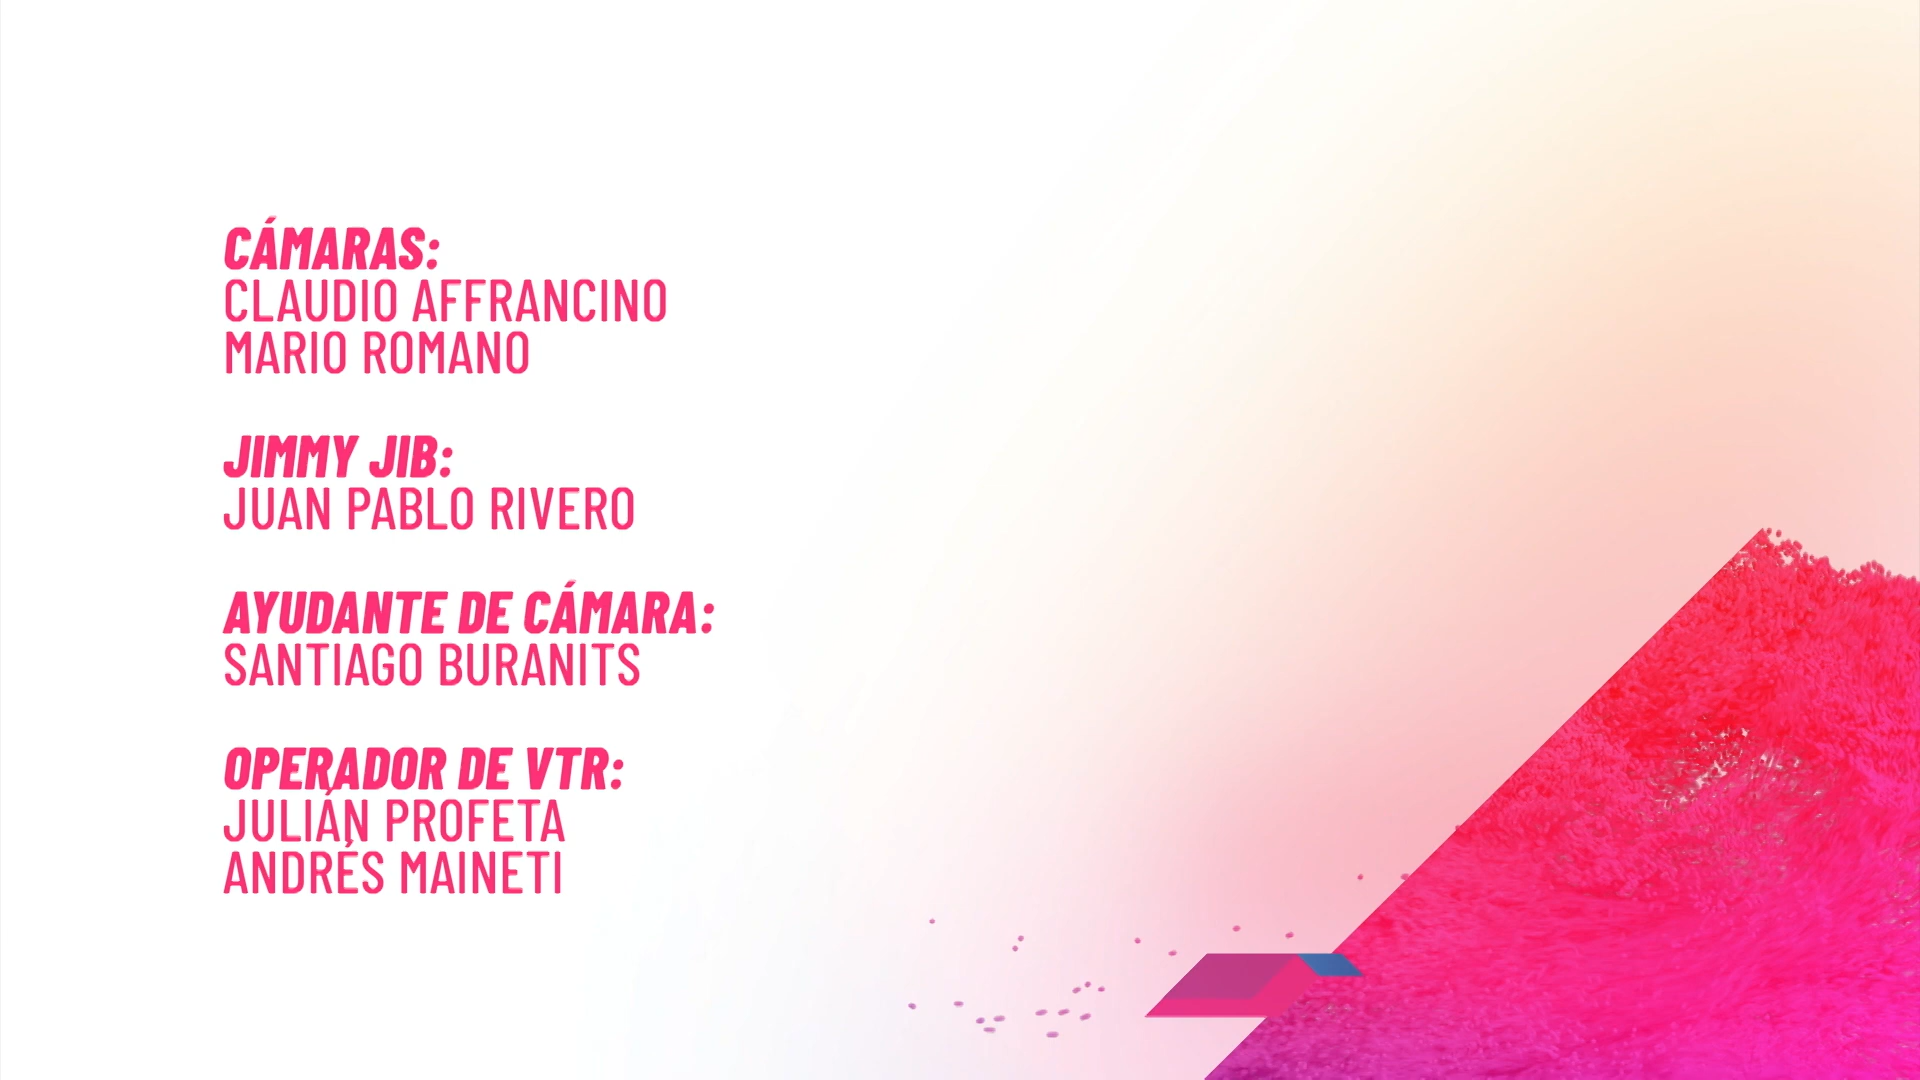 CÁMARAS:
CLAUDIO AFFRANCINO
MARIO ROMANO
JIMMY JIB:
JUAN PABLO RIVERO
AYUDANTE DE CÁMARA:
SANTIAGO BURANITS
OPERADOR DE VTR:
JULIÁN PROFETA
ANDRÉS MAINETI